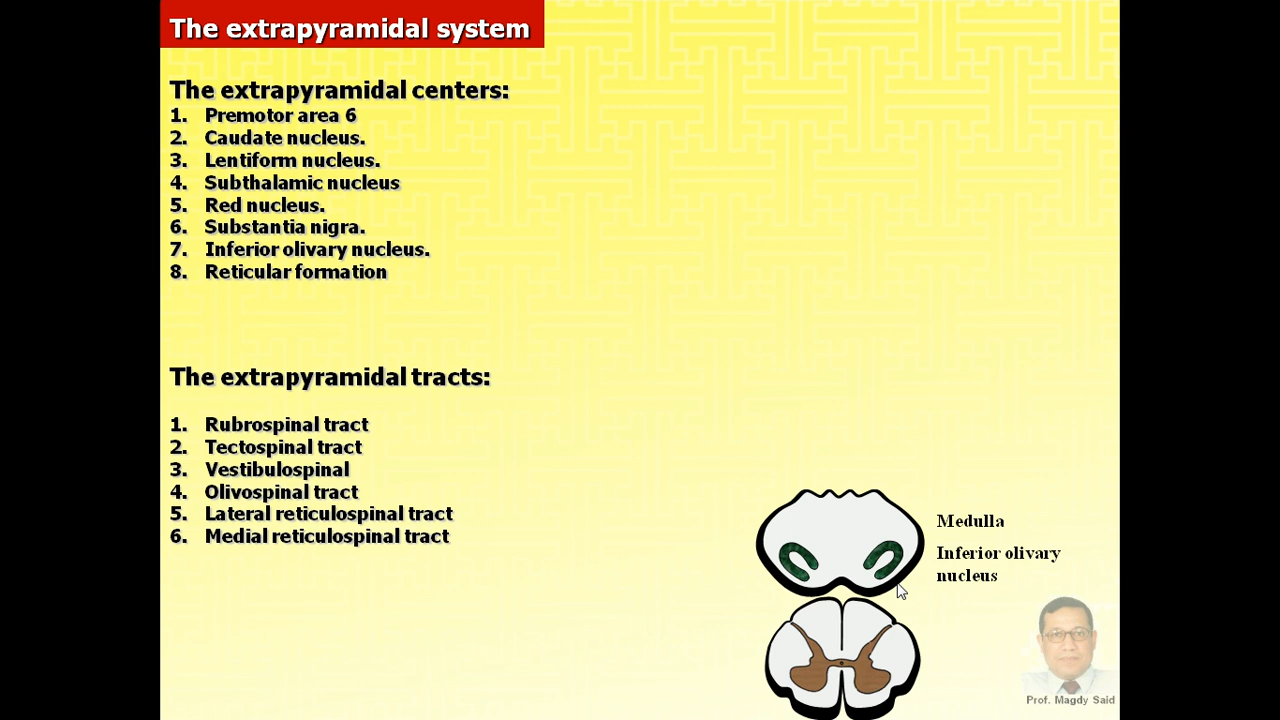 The extrapyramidal system
The extrapyramidal centers:
1. Premotor area 6
2. Caudate nucleus.
3. Lentiform nucleus.
4. Subthalamic nucleus
5. Red nucleus.
6. Substantia nigra.
7. Inferior olivary nucleus.
8. Reticular formation
The extrapyramidal tracts:
1. Rubrospinal tract
2. Tectospinal tract
3. Vestibulospinal
4. Olivospinal tract
5. Lateral reticulospinal tract
6. Medial reticulospinal tract
Medulla
Inferior olivary
nucleus
Prof. Magdy Said